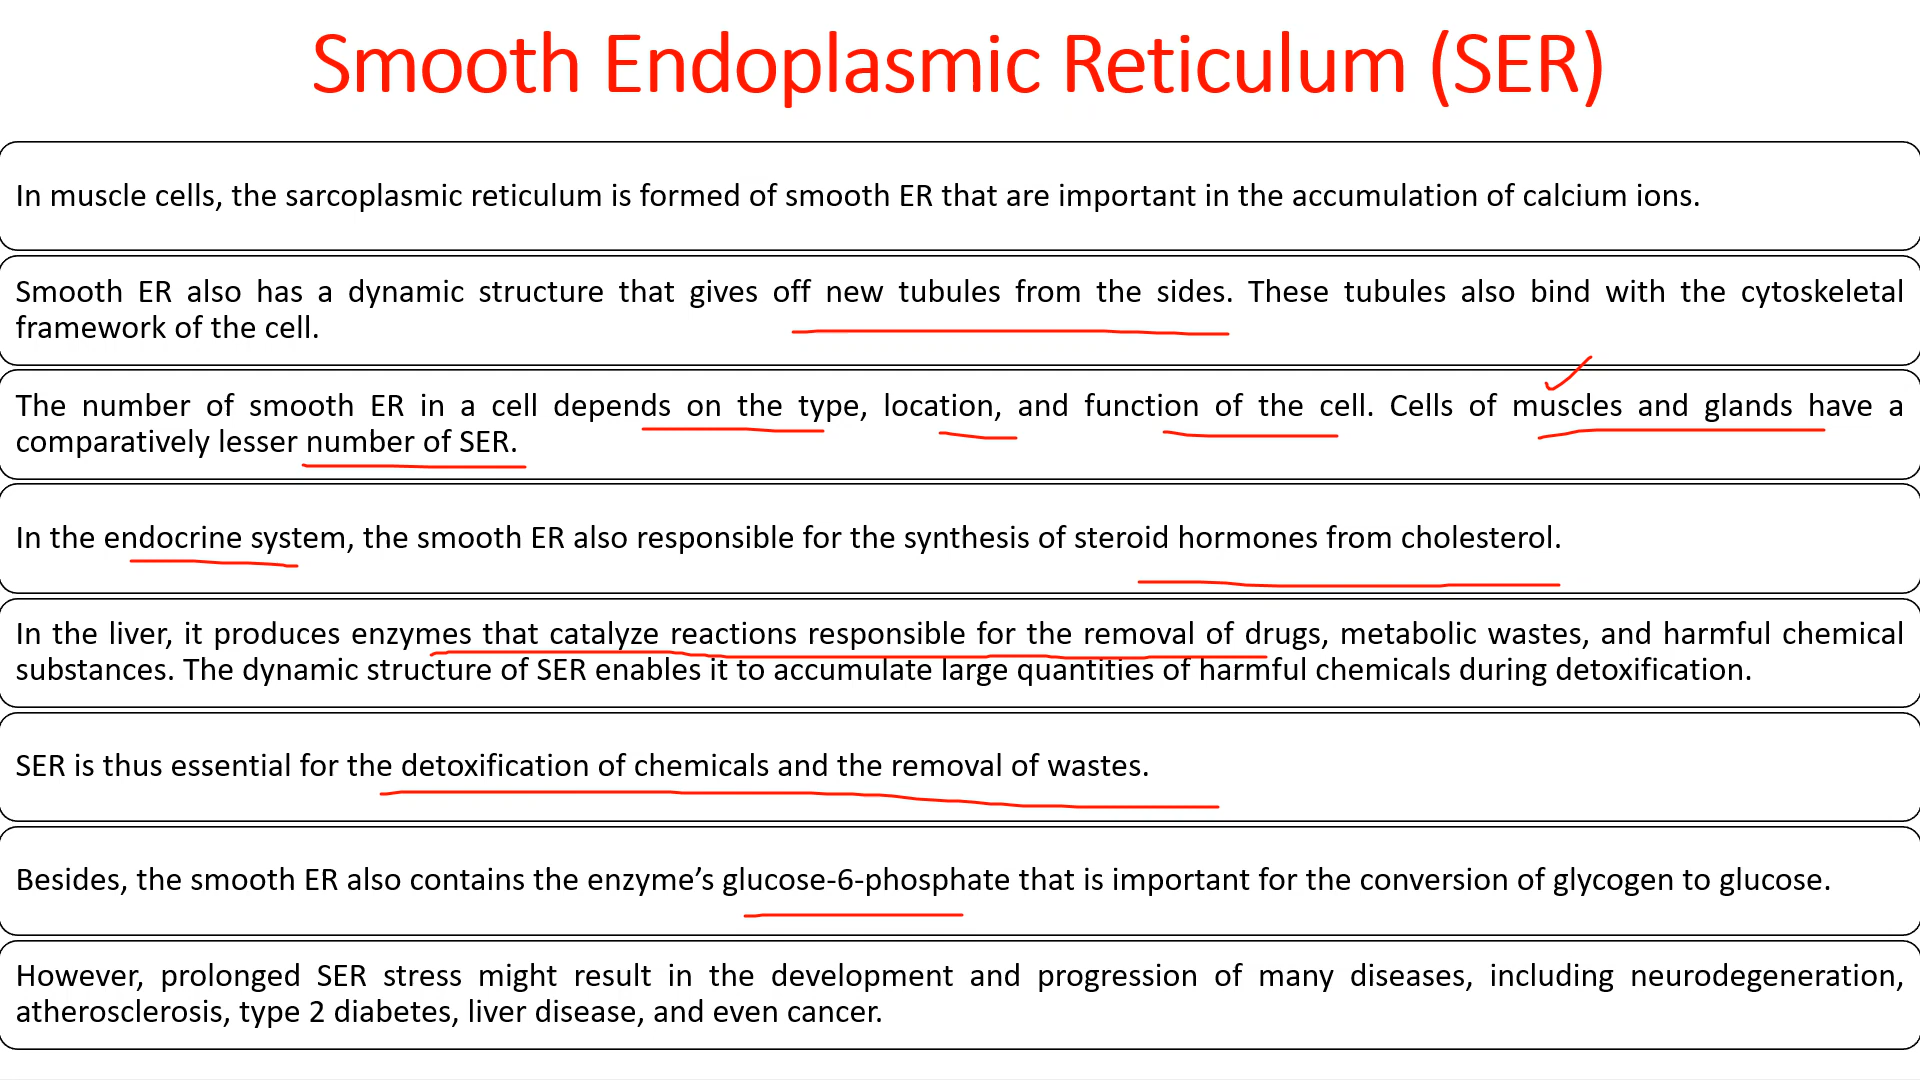 Smooth Endoplasmic Reticulum (SER)
In muscle cells, the sarcoplasmic reticulum is formed of smooth ER that are important in the accumulation of calcium ions.
Smooth ER also has a dynamic structure that gives off new tubules from the sides. These tubules also bind with the cytoskeletal
framework of the cell.
The number of smooth ER in a cell depends on the type, location, and function of the cell. Cells of muscles and glands have a
comparatively lesser number of SER.
In the endocrine system, the smooth ER also responsible for the synthesis of steroid hormones from cholesterol.
In the liver, it produces enzymes that catalyze reactions responsible for the removal of drugs, metabolic wastes, and harmful chemical
substances. The dynamic structure of SER enables it to accumulate large quantities of harmful chemicals during detoxification.
SER is thus essential for the detoxification of chemicals and the removal of wastes.
Besides, the smooth ER also contains the enzyme’s glucose-6-phosphate that is important for the conversion of glycogen to glucose.
However, prolonged SER stress might result in the development and progression of many diseases, including neurodegeneration,
atherosclerosis, type 2 diabetes, liver disease, and even cancer.